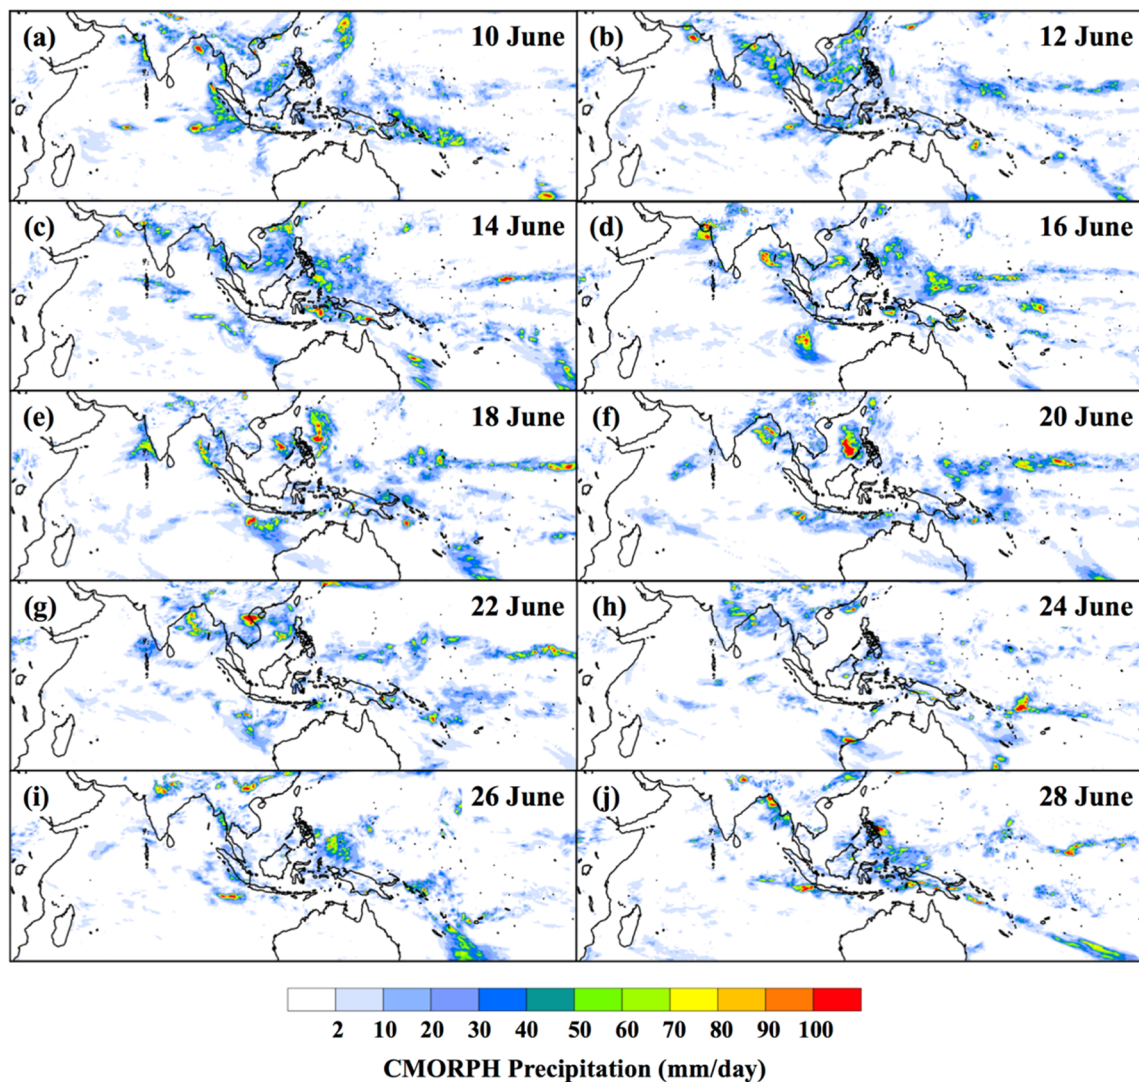 (a) 10 June
(b) 12 June
(c) 14 June
(d) 16 June
(e) 18 June
(f) 20 June
(g) 22 June
(h) 24 June
(i) 26 June
(j) 28 June
2 10 20 30 40 50 60 70 80 90 100
CMORPH Precipitation (mm/day)